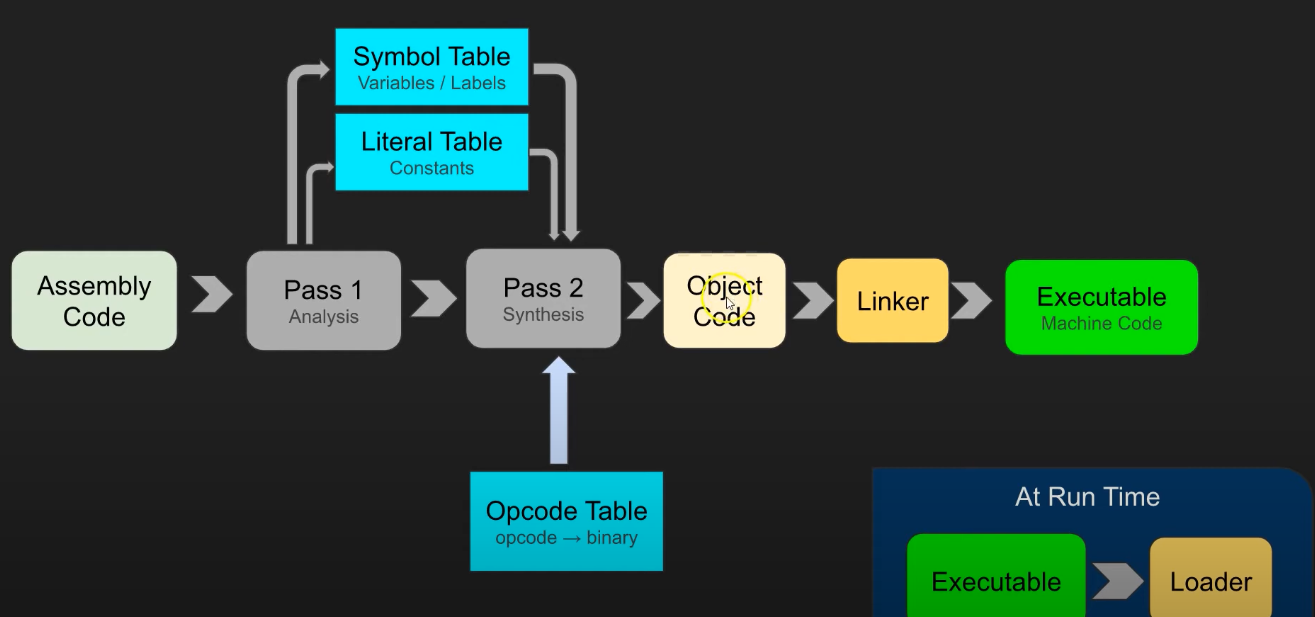 Symbol Table
Variables / Labels
Literal Table
Constants
Assembly
Code
Pass 1
Analysis
Pass 2
Synthesis
Object
Code
Linker
Executable
Machine Code
Opcode Table
opcode → binary
At Run Time
Executable
Loader